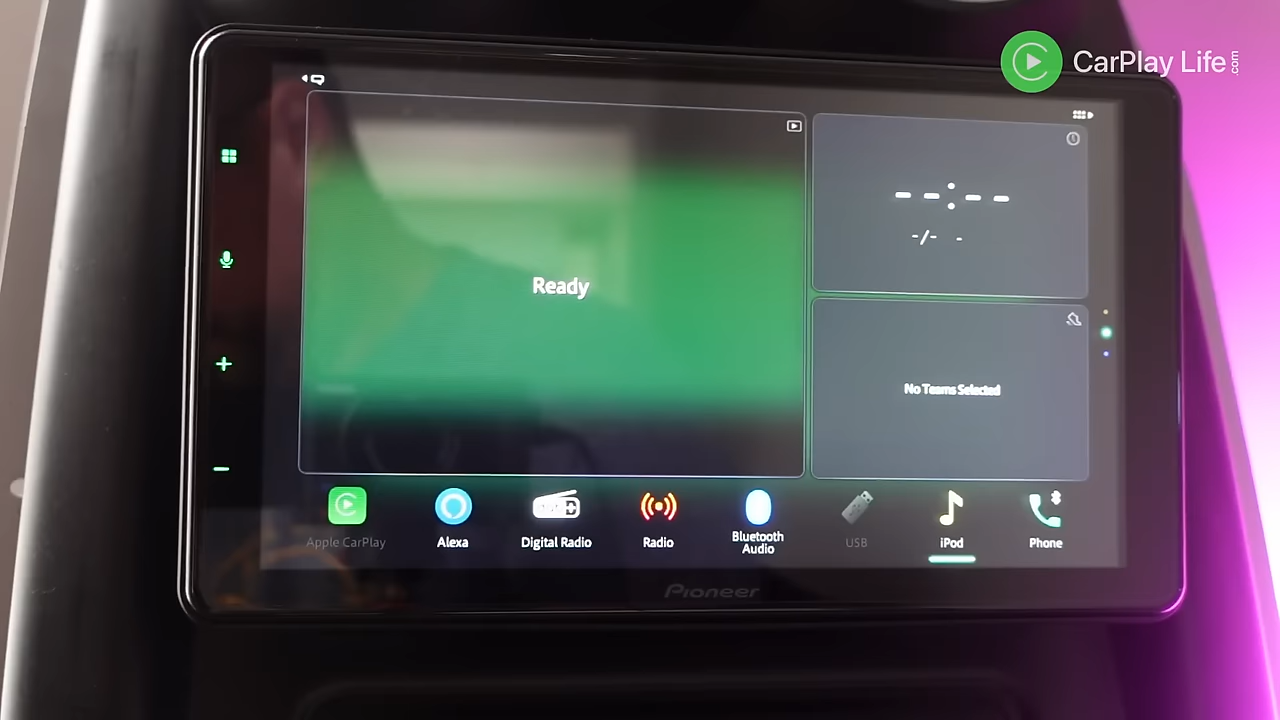 CarPlay Life.com
Ready
--:--
-/- -
No Teams Selected
Apple CarPlay
Alexa
Digital Radio
Radio
Bluetooth
Audio
USB
iPod
Phone
Pioneer